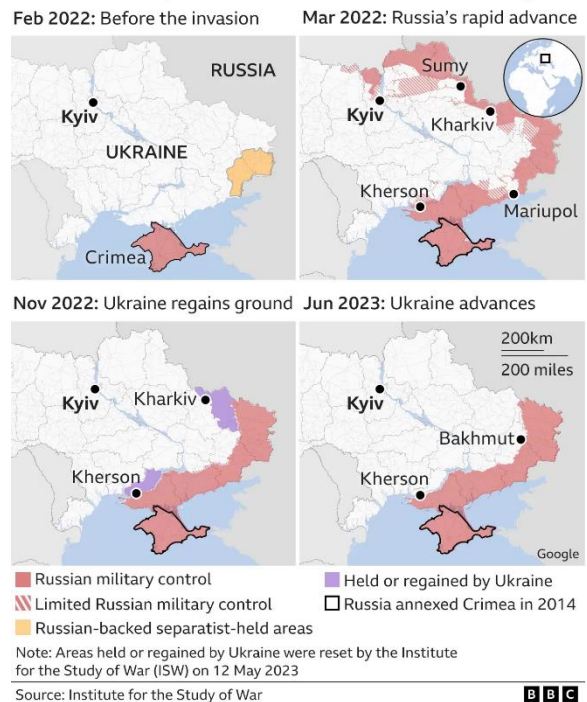 Feb 2022: Before the invasion
RUSSIA
Kyiv
UKRAINE
Crimea
Mar 2022: Russia's rapid advance
Sumy
Kyiv
Kharkiv
Kherson
Mariupol
Nov 2022: Ukraine regains ground
Kyiv
Kharkiv
Kherson
Jun 2023: Ukraine advances
200km
200 miles
Kyiv
Bakhmut
Kherson
Google
Russian military control
Limited Russian military control
Russian-backed separatist-held areas
Held or regained by Ukraine
Russia annexed Crimea in 2014
Note: Areas held or regained by Ukraine were reset by the Institute
for the Study of War (ISW) on 12 May 2023
Source: Institute for the Study of War
BBC